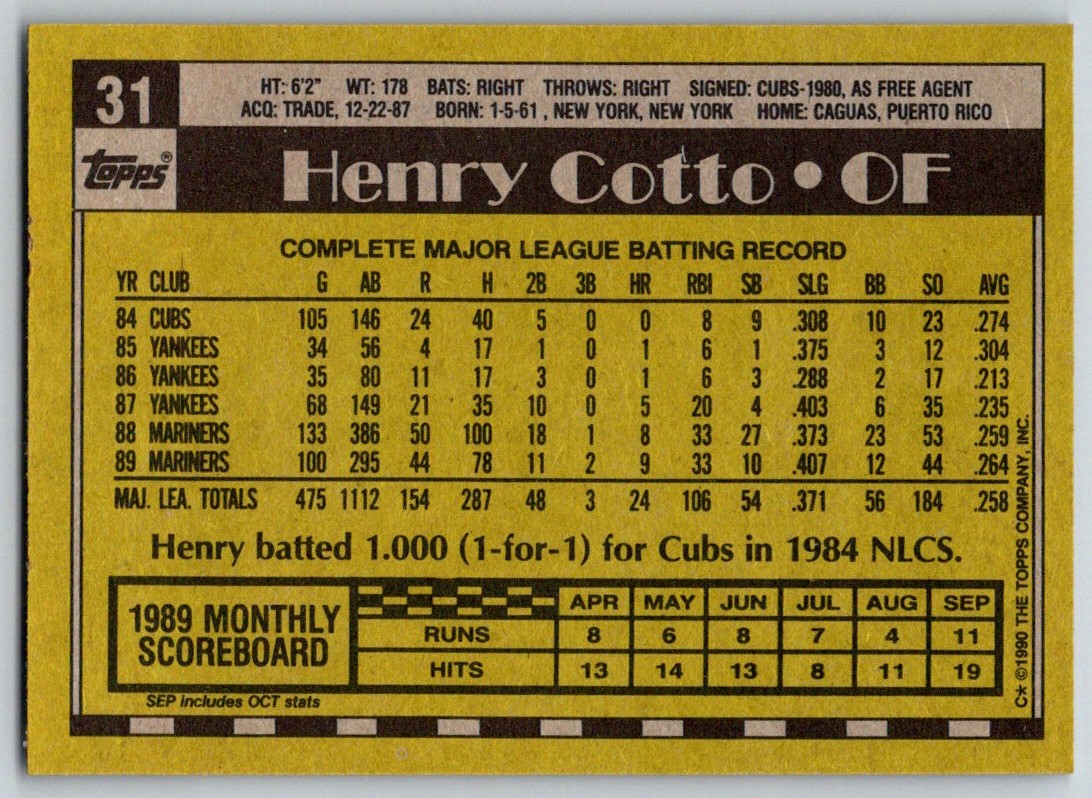 31
HT: 6'2" WT: 178 BATS: RIGHT THROWS: RIGHT SIGNED: CUBS-1980, AS FREE AGENT
ACQ: TRADE, 12-22-87 BORN: 1-5-61 , NEW YORK, NEW YORK HOME: CAGUAS, PUERTO RICO
topps®
Henry Cotto • OF
COMPLETE MAJOR LEAGUE BATTING RECORD
YR CLUB G AB R H 2B 3B HR RBI SB SLG BB SO AVG
84 CUBS 105 146 24 40 5 0 0 8 9 .308 10 23 .274
85 YANKEES 34 56 4 17 1 0 1 6 1 .375 3 12 .304
86 YANKEES 35 80 11 17 3 0 1 6 3 .288 2 17 .213
87 YANKEES 68 149 21 35 10 0 5 20 4 .403 6 35 .235
88 MARINERS 133 386 50 100 18 1 8 33 27 .373 23 53 .259
89 MARINERS 100 295 44 78 11 2 9 33 10 .407 12 44 .264
MAJ. LEA. TOTALS 475 1112 154 287 48 3 24 106 54 .371 56 184 .258
Henry batted 1.000 (1-for-1) for Cubs in 1984 NLCS.
1989 MONTHLY
SCOREBOARD
APR MAY JUN JUL AUG SEP
RUNS 8 6 8 7 4 11
HITS 13 14 13 8 11 19
SEP includes OCT stats
C* ©1990 THE TOPPS COMPANY, INC.